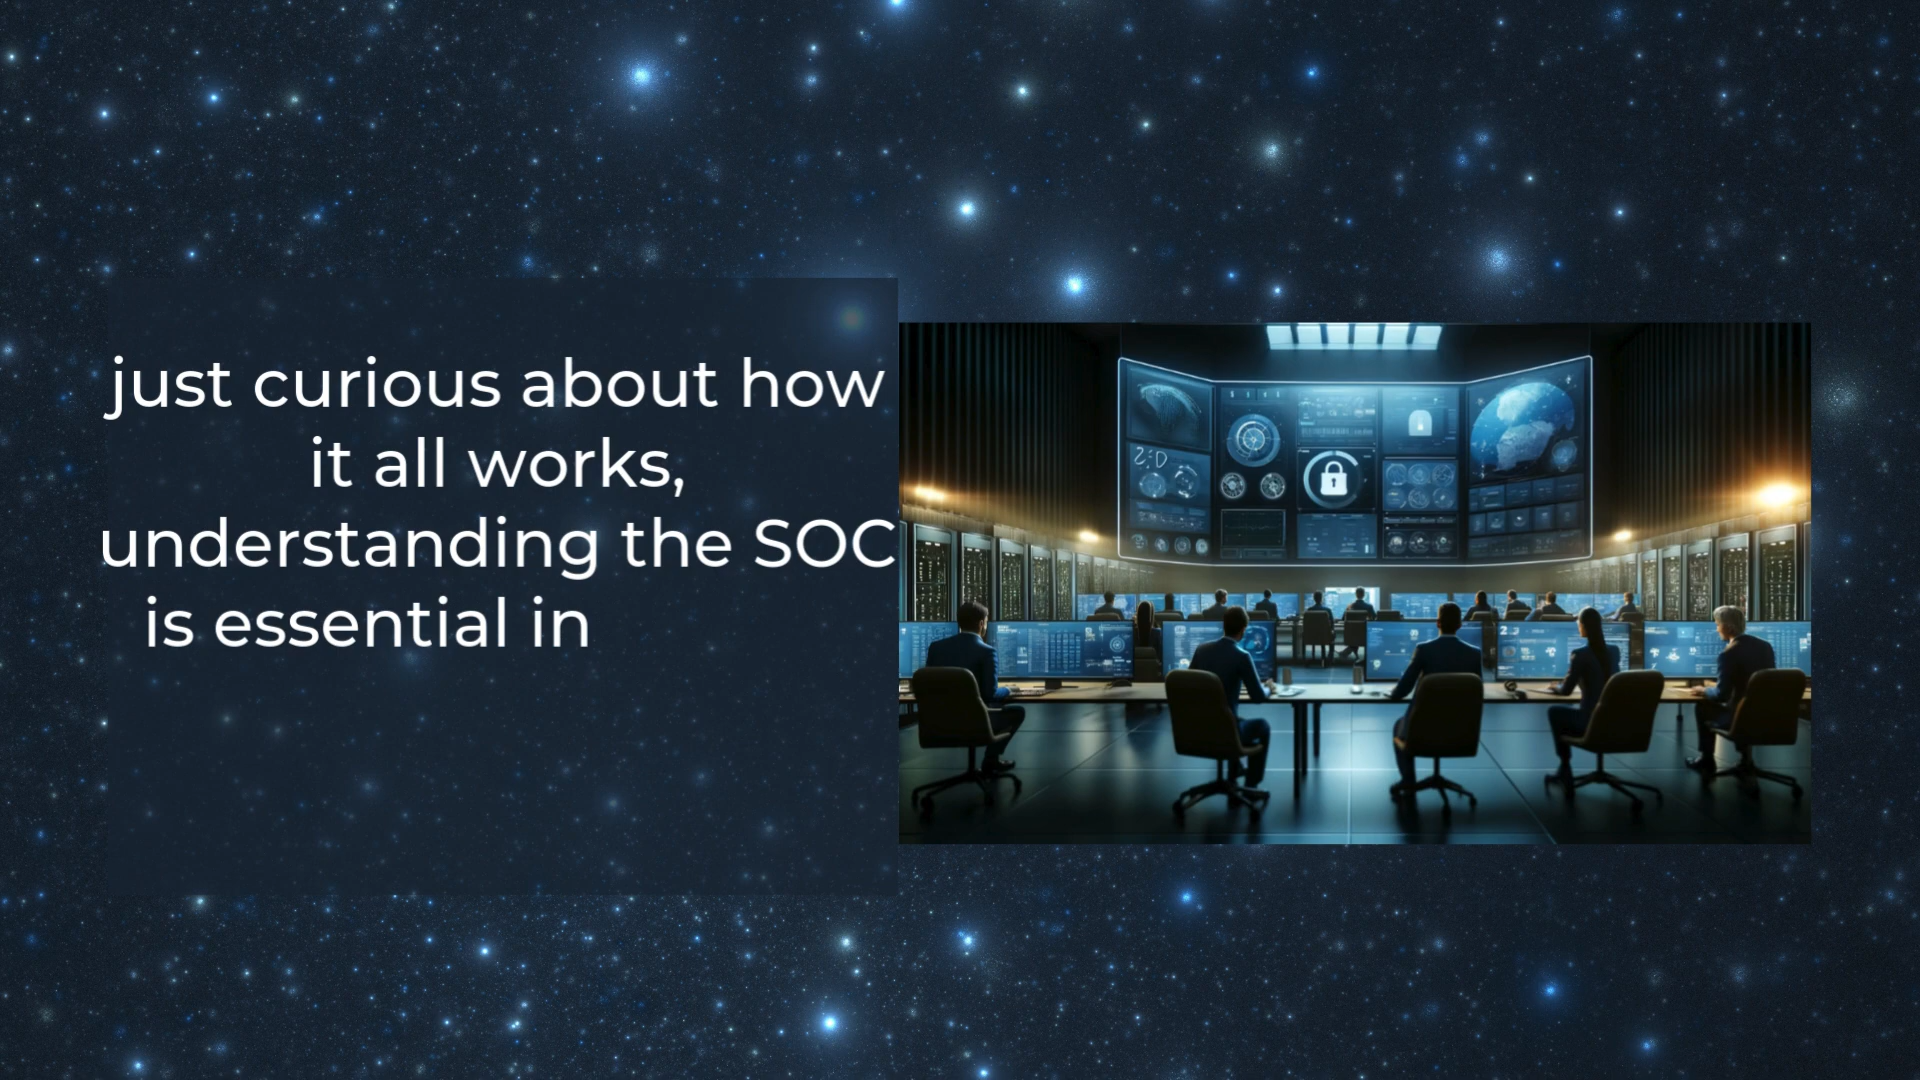 just curious about how
it all works,
understanding the SOC
is essential in